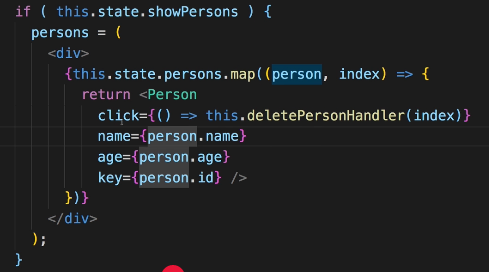 if ( this.state.showPersons ) {
  persons = (
    <div>
      {this.state.persons.map((person, index) => {
        return <Person
          click={() => this.deletePersonHandler(index)}
          name={person.name}
          age={person.age}
          key={person.id} />
      })}
    </div>
  );
}